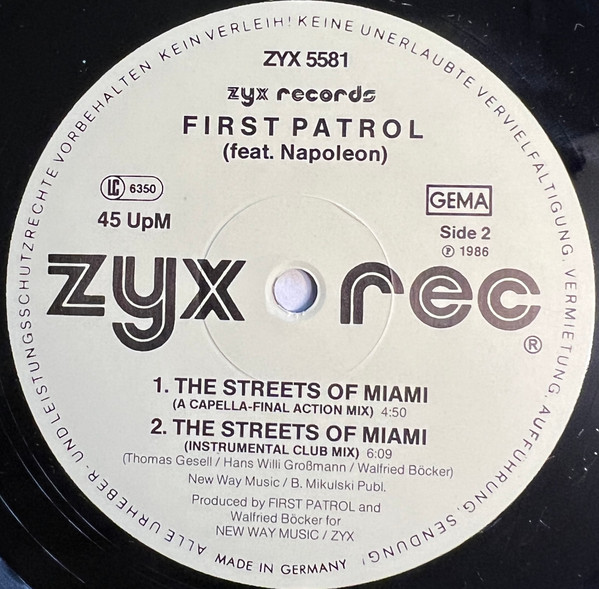 ALLE URHEBER- UND LEISTUNGSSCHUTZRECHTE VORBEHALTEN KEIN VERLEIH! KEINE UNERLAUBTE VERVIELFÄLTIGUNG, VERMIETUNG, AUFFÜHRUNG, SENDUNG!
ZYX 5581
zyx records
FIRST PATROL
(feat. Napoleon)
LC 6350
GEMA
45 UpM
Side 2
℗ 1986
zyx rec
®
1. THE STREETS OF MIAMI
(A CAPELLA-FINAL ACTION MIX) 4:50
2. THE STREETS OF MIAMI
(INSTRUMENTAL CLUB MIX) 6:09
(Thomas Gesell / Hans Willi Großmann / Walfried Böcker)
New Way Music / B. Mikulski Publ.
Produced by FIRST PATROL and
Walfried Böcker for
NEW WAY MUSIC / ZYX
MADE IN GERMANY